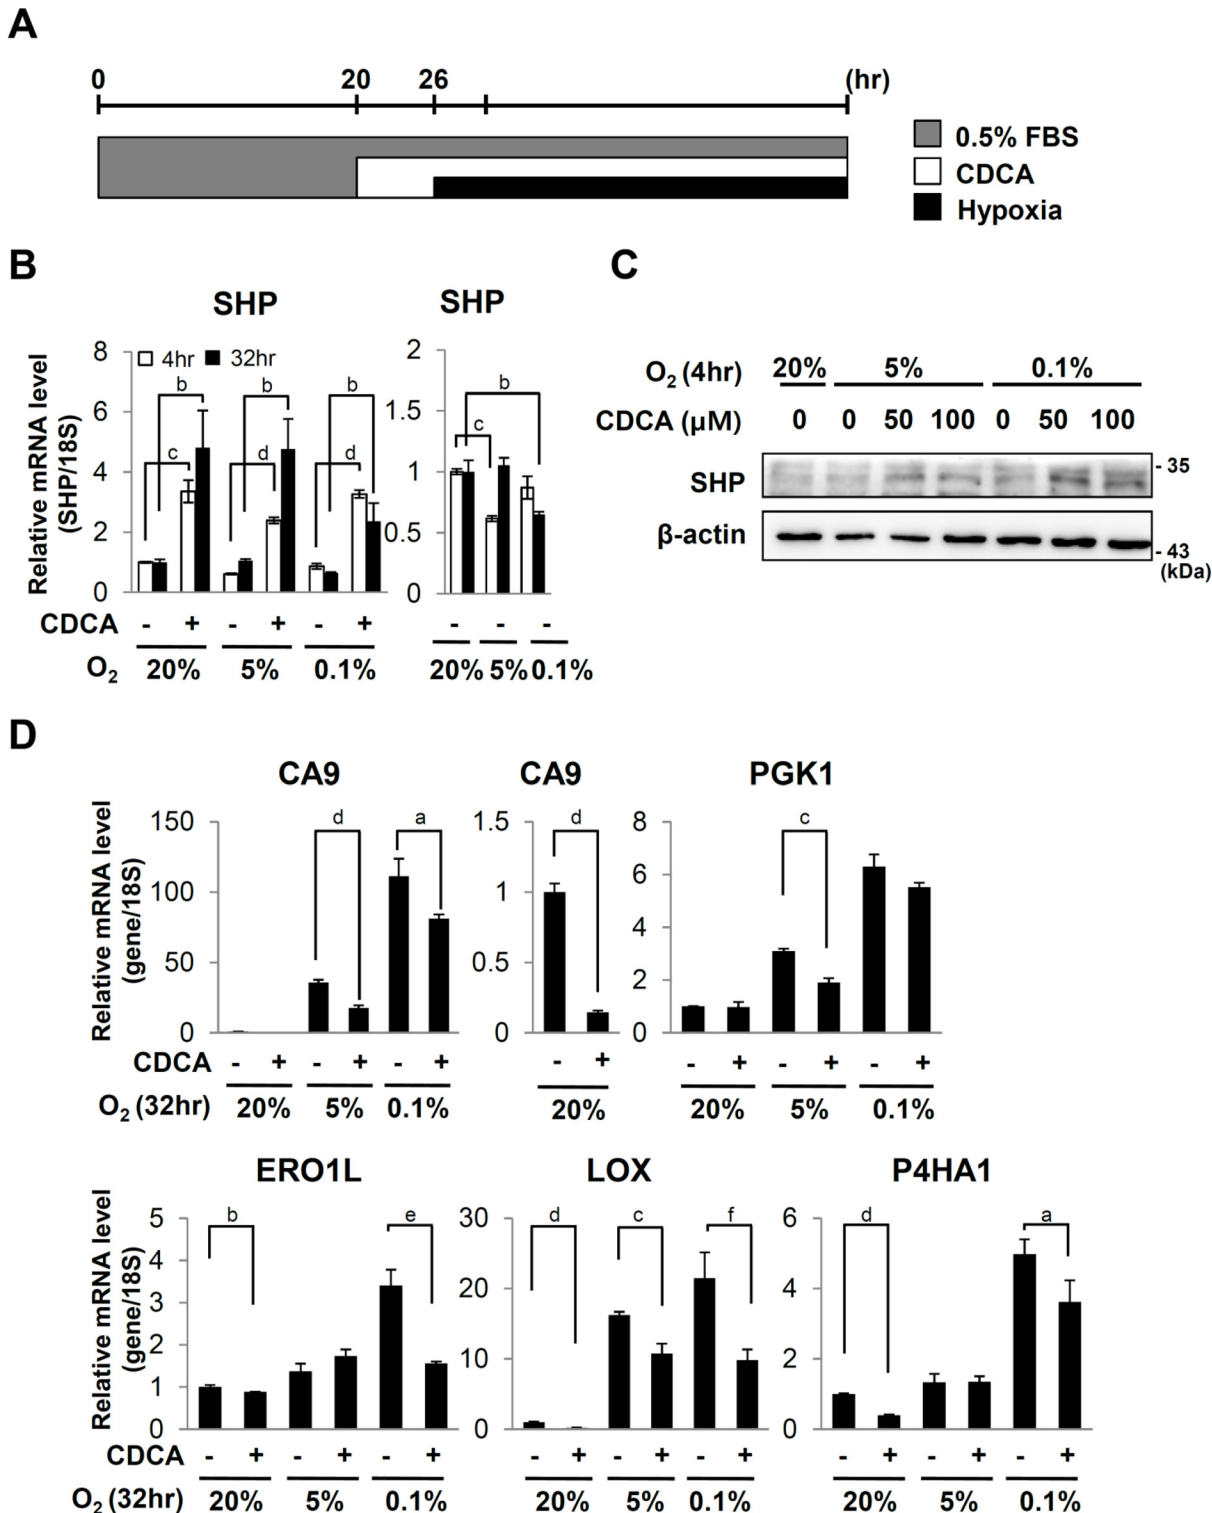 A
0 20 26 (hr)
0.5% FBS
CDCA
Hypoxia
B
SHP
Relative mRNA level
(SHP/18S)
8
6
4
2
0
4hr 32hr
b b b
c d d
CDCA - + - + - +
O2 20% 5% 0.1%
SHP
2
1.5
1
0.5
0
b
c
- - -
20% 5% 0.1%
C
O2 (4hr) 20% 5% 0.1%
CDCA (µM) 0 0 50 100 0 50 100
SHP - 35
β-actin - 43
(kDa)
D
CA9
Relative mRNA level
(gene/18S)
150
100
50
0
d a
CDCA - + - + - +
O2 (32hr) 20% 5% 0.1%
CA9
1.5
1
0.5
0
d
- +
20%
PGK1
8
6
4
2
0
c
- + - + - +
20% 5% 0.1%
ERO1L
Relative mRNA level
(gene/18S)
5
4
3
2
1
0
b e
CDCA - + - + - +
O2 (32hr) 20% 5% 0.1%
LOX
30
20
10
0
d c f
- + - + - +
20% 5% 0.1%
P4HA1
6
4
2
0
d a
- + - + - +
20% 5% 0.1%